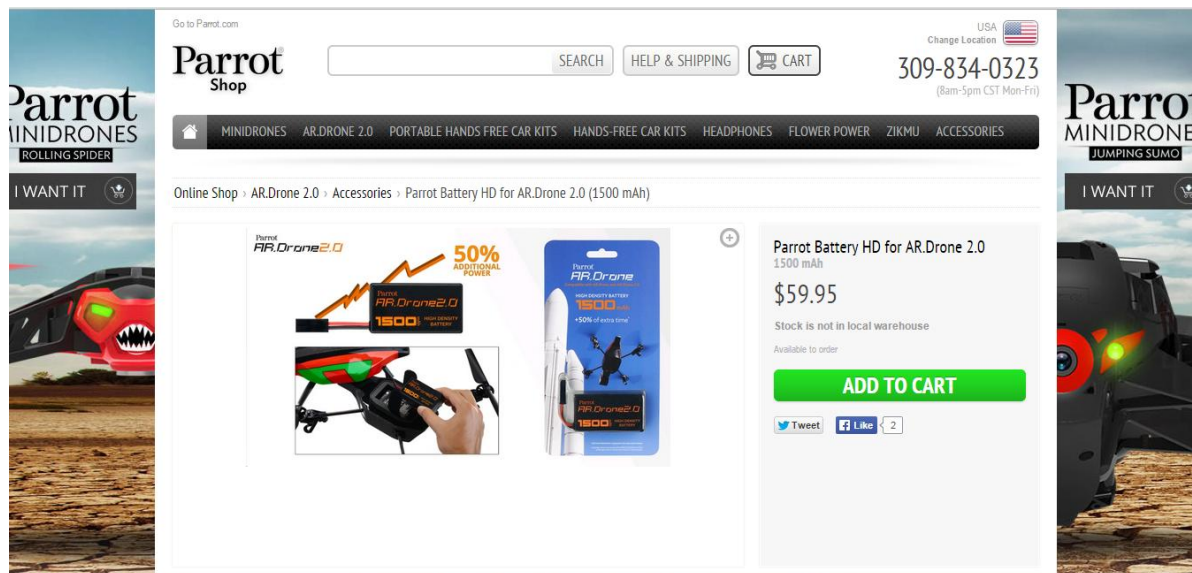 Go to Parrot.com
USA
Change Location
Parrot
Shop
SEARCH
HELP & SHIPPING
CART
309-834-0323
(8am-5pm CST Mon-Fri)
MINIDRONES AR.DRONE 2.0 PORTABLE HANDS FREE CAR KITS HANDS-FREE CAR KITS HEADPHONES FLOWER POWER ZIKMU ACCESSORIES
Parrot
MINIDRONES
ROLLING SPIDER
I WANT IT
Parrot
MINIDRONE
JUMPING SUMO
I WANT IT
Online Shop › AR.Drone 2.0 › Accessories › Parrot Battery HD for AR.Drone 2.0 (1500 mAh)
Parrot
AR.Drone2.0
50%
ADDITIONAL
POWER
Parrot
AR.Drone2.0
1500
HIGH DENSITY
BATTERY
1500
Parrot
AR.Drone
HIGH DENSITY BATTERY
1500 mAh
+50% of extra time
Parrot
AR.Drone2.0
1500
Parrot Battery HD for AR.Drone 2.0
1500 mAh
$59.95
Stock is not in local warehouse
Available to order
ADD TO CART
Tweet
Like
2